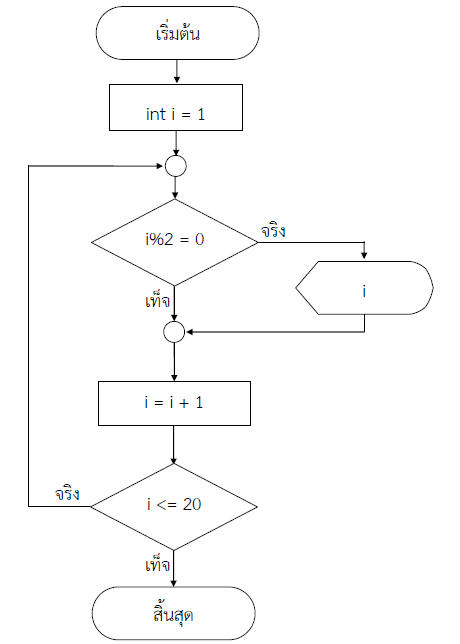 เริ่มต้น
int i = 1
i%2 = 0
จริง
i
เท็จ
i = i + 1
i <= 20
จริง
เท็จ
สิ้นสุด